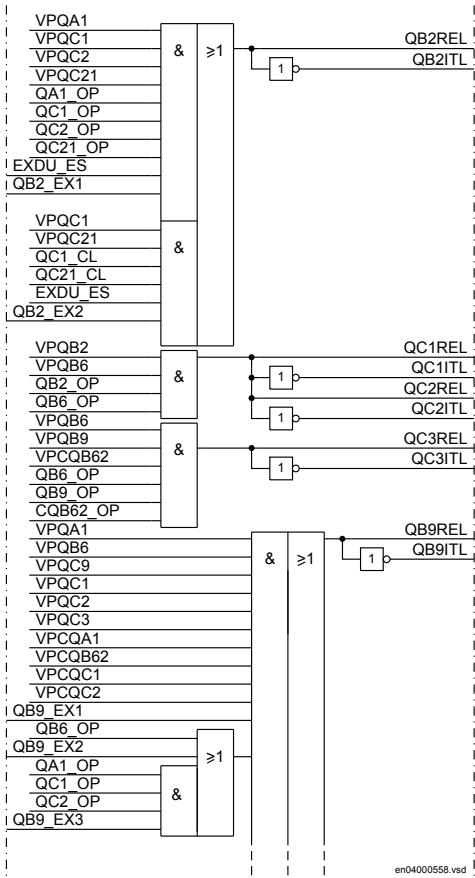 VPQA1
VPQC1
VPQC2
VPQC21
QA1_OP
QC1_OP
QC2_OP
QC21_OP
EXDU_ES
QB2_EX1
&
≥1
1
QB2REL
QB2ITL
VPQC1
VPQC21
QC1_CL
QC21_CL
EXDU_ES
QB2_EX2
&
VPQB2
VPQB6
QB2_OP
QB6_OP
&
1
1
QC1REL
QC1ITL
QC2REL
QC2ITL
VPQB6
VPQB9
VPCQB62
QB6_OP
QB9_OP
CQB62_OP
&
1
QC3REL
QC3ITL
VPQA1
VPQB6
VPQC9
VPQC1
VPQC2
VPQC3
VPCQA1
VPCQB62
VPCQC1
VPCQC2
QB9_EX1
&
≥1
1
QB9REL
QB9ITL
QB6_OP
QB9_EX2
QA1_OP
QC1_OP
QC2_OP
QB9_EX3
≥1
&
en04000558.vsd